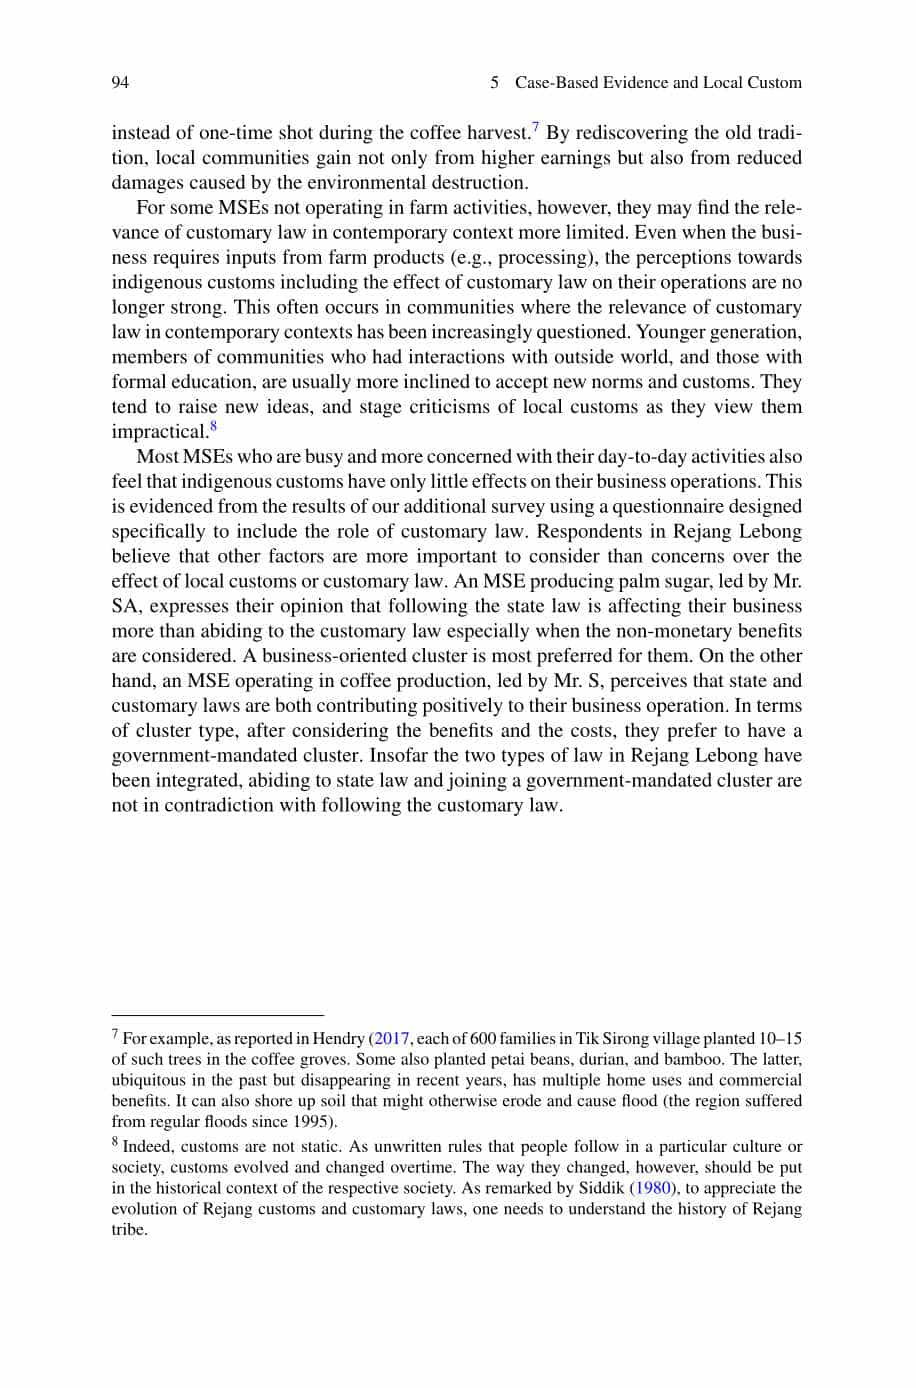 94
5 Case-Based Evidence and Local Custom
instead of one-time shot during the coffee harvest.7 By rediscovering the old tradi-
tion, local communities gain not only from higher earnings but also from reduced
damages caused by the environmental destruction.
For some MSEs not operating in farm activities, however, they may find the rele-
vance of customary law in contemporary context more limited. Even when the busi-
ness requires inputs from farm products (e.g., processing), the perceptions towards
indigenous customs including the effect of customary law on their operations are no
longer strong. This often occurs in communities where the relevance of customary
law in contemporary contexts has been increasingly questioned. Younger generation,
members of communities who had interactions with outside world, and those with
formal education, are usually more inclined to accept new norms and customs. They
tend to raise new ideas, and stage criticisms of local customs as they view them
impractical.8
Most MSEs who are busy and more concerned with their day-to-day activities also
feel that indigenous customs have only little effects on their business operations. This
is evidenced from the results of our additional survey using a questionnaire designed
specifically to include the role of customary law. Respondents in Rejang Lebong
believe that other factors are more important to consider than concerns over the
effect of local customs or customary law. An MSE producing palm sugar, led by Mr.
SA, expresses their opinion that following the state law is affecting their business
more than abiding to the customary law especially when the non-monetary benefits
are considered. A business-oriented cluster is most preferred for them. On the other
hand, an MSE operating in coffee production, led by Mr. S, perceives that state and
customary laws are both contributing positively to their business operation. In terms
of cluster type, after considering the benefits and the costs, they prefer to have a
government-mandated cluster. Insofar the two types of law in Rejang Lebong have
been integrated, abiding to state law and joining a government-mandated cluster are
not in contradiction with following the customary law.
7 For example, as reported in Hendry (2017, each of 600 families in Tik Sirong village planted 10–15
of such trees in the coffee groves. Some also planted petai beans, durian, and bamboo. The latter,
ubiquitous in the past but disappearing in recent years, has multiple home uses and commercial
benefits. It can also shore up soil that might otherwise erode and cause flood (the region suffered
from regular floods since 1995).
8 Indeed, customs are not static. As unwritten rules that people follow in a particular culture or
society, customs evolved and changed overtime. The way they changed, however, should be put
in the historical context of the respective society. As remarked by Siddik (1980), to appreciate the
evolution of Rejang customs and customary laws, one needs to understand the history of Rejang
tribe.